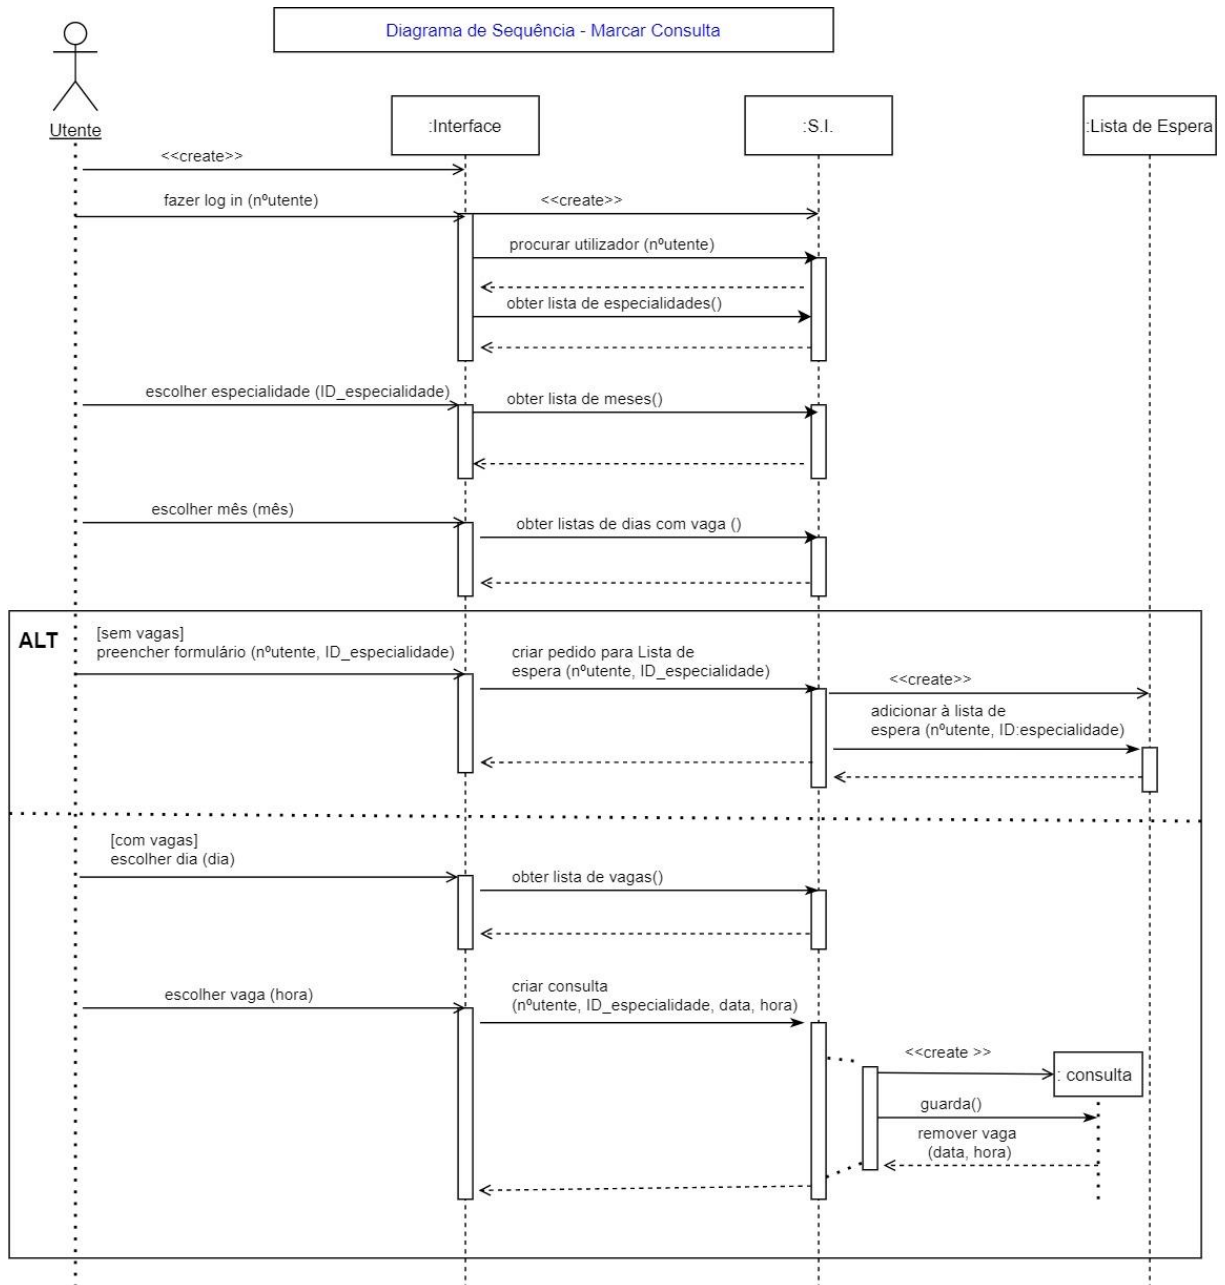 Diagrama de Sequência - Marcar Consulta
Utente
:Interface
:S.I.
:Lista de Espera
<<create>>
fazer log in (nºutente)
<<create>>
procurar utilizador (nºutente)
obter lista de especialidades()
escolher especialidade (ID_especialidade)
obter lista de meses()
escolher mês (mês)
obter listas de dias com vaga ()
ALT
[sem vagas]
preencher formulário (nºutente, ID_especialidade)
criar pedido para Lista de
espera (nºutente, ID_especialidade)
<<create>>
adicionar à lista de
espera (nºutente, ID:especialidade)
[com vagas]
escolher dia (dia)
obter lista de vagas()
escolher vaga (hora)
criar consulta
(nºutente, ID_especialidade, data, hora)
<<create >>
: consulta
guarda()
remover vaga
(data, hora)